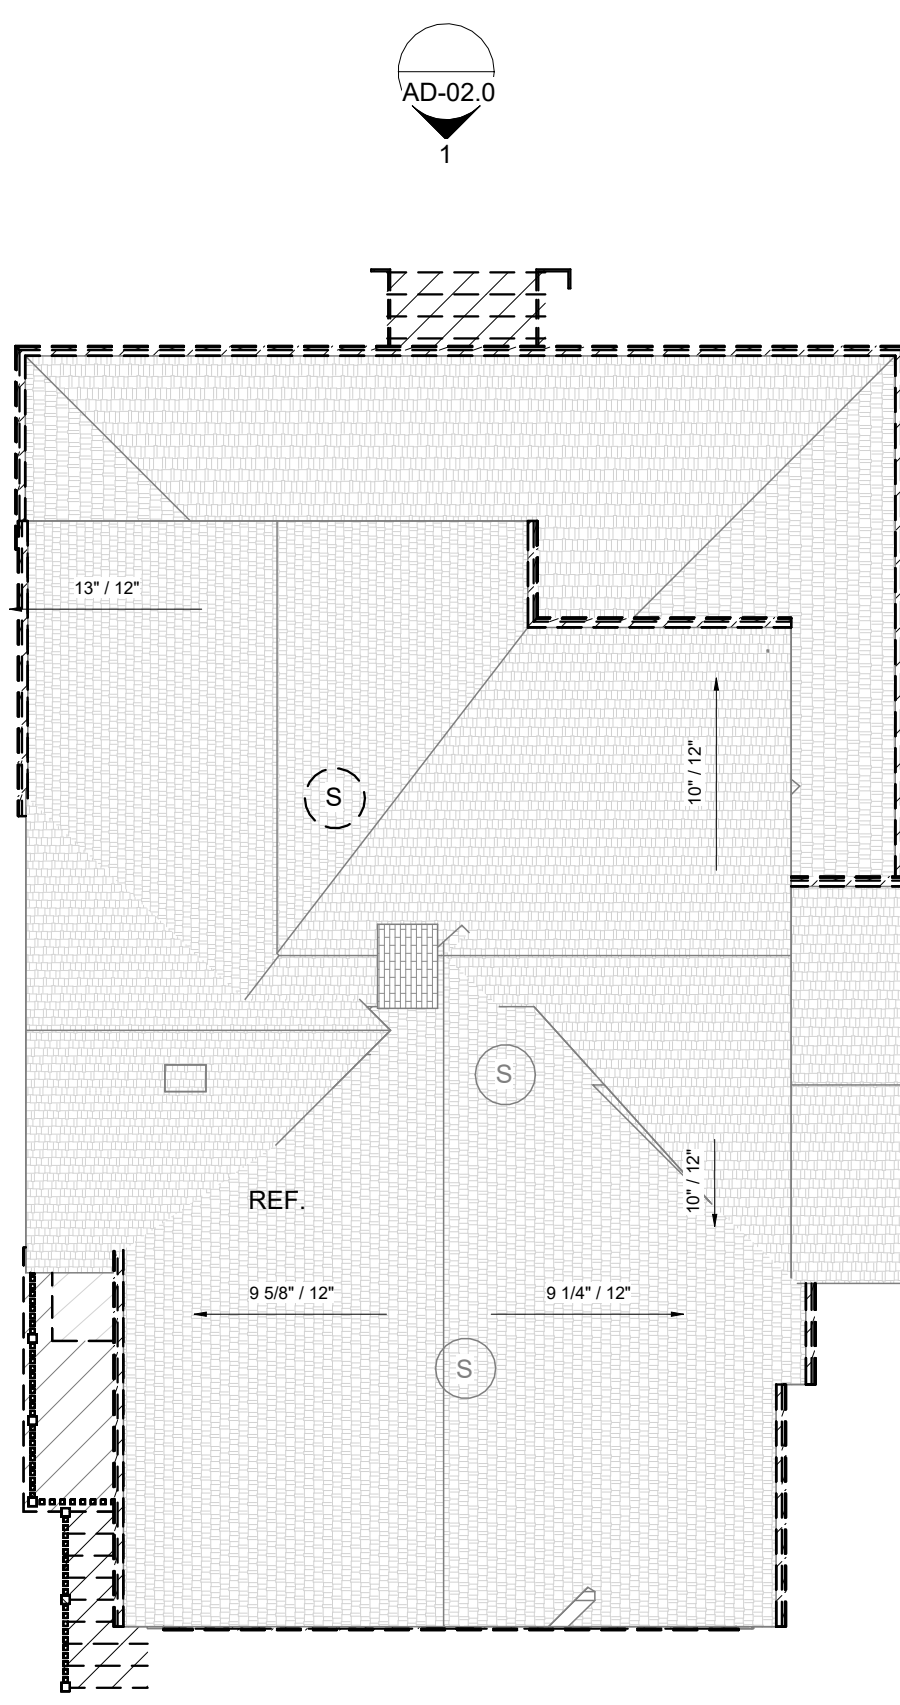 AD-02.0
1
13" / 12"
10" / 12"
S
S
10" / 12"
REF.
9 5/8" / 12"
9 1/4" / 12"
S